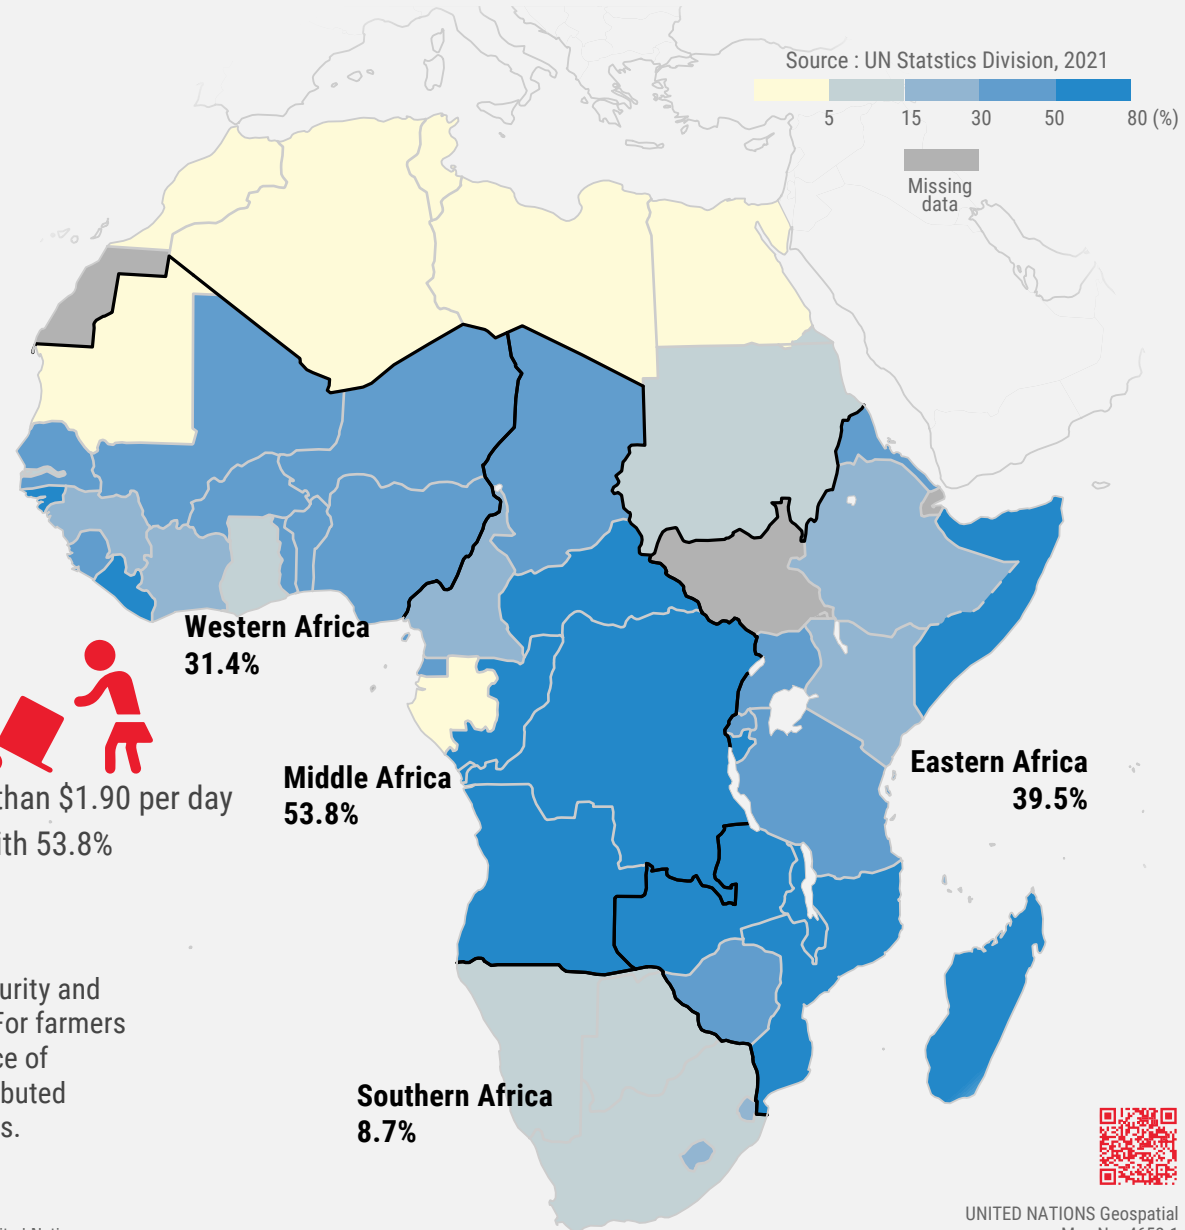 Source : UN Statstics Division, 2021
5 15 30 50 80 (%)
Missing
data
Western Africa
31.4%
Middle Africa
53.8%
Eastern Africa
39.5%
than $1.90 per day
ith 53.8%
urity and
For farmers
ce of
buted
s.
Southern Africa
8.7%
UNITED NATIONS Geospatial